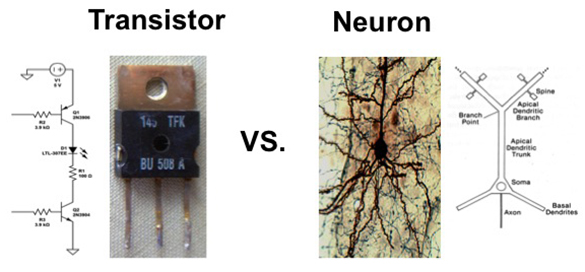 Transistor
Neuron
V1
5 V
Q1
2N3906
R2
3.9 kΩ
D1
LTL-307EE
R1
100 Ω
Q2
2N3904
R3
3.9 kΩ
TFK
BU 508 A
VS.
Spine
Apical
Dendritic
Branch
Branch
Point
Apical
Dendritic
Trunk
Soma
Axon
Basal
Dendrites